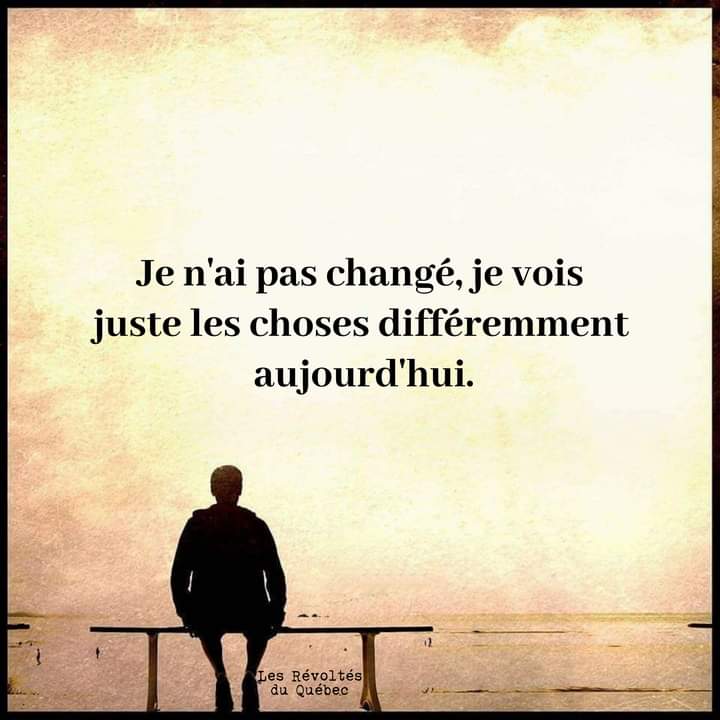 Je n'ai pas changé, je vois
juste les choses différemment
aujourd'hui.
Les Révoltés
du Québec